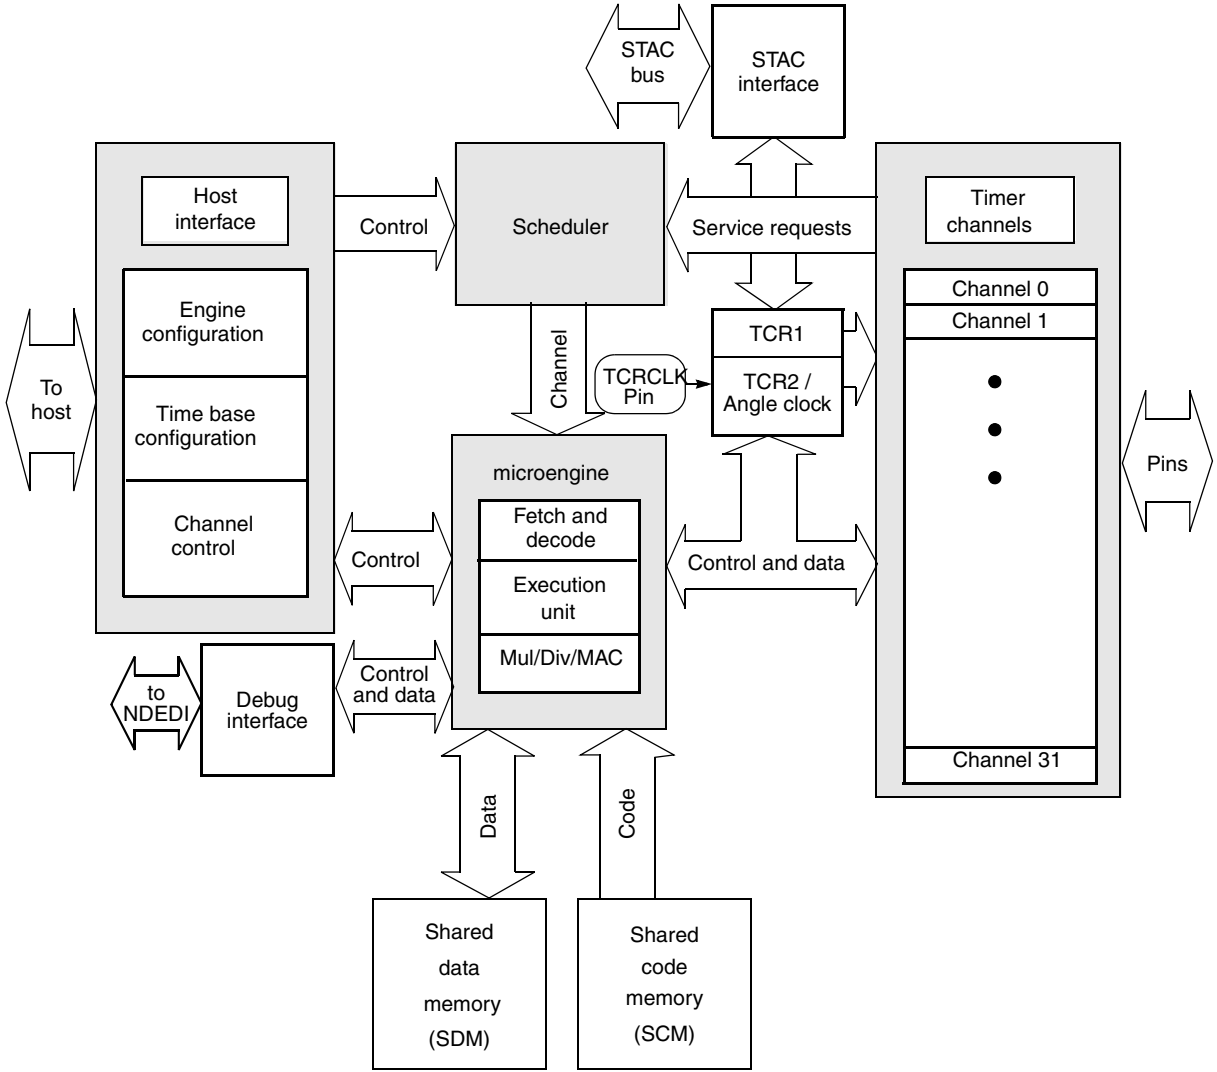 STAC
bus
STAC
interface
Host
interface
Control
Scheduler
Service requests
Timer
channels
Engine
configuration
Time base
configuration
Channel
control
To
host
Channel
TCRCLK
Pin
TCR1
TCR2 /
Angle clock
Channel 0
Channel 1
Pins
microengine
Fetch and
decode
Execution
unit
Mul/Div/MAC
Control
Control and data
Control
and data
to
NDEDI
Debug
interface
Channel 31
Data
Code
Shared
data
memory
(SDM)
Shared
code
memory
(SCM)